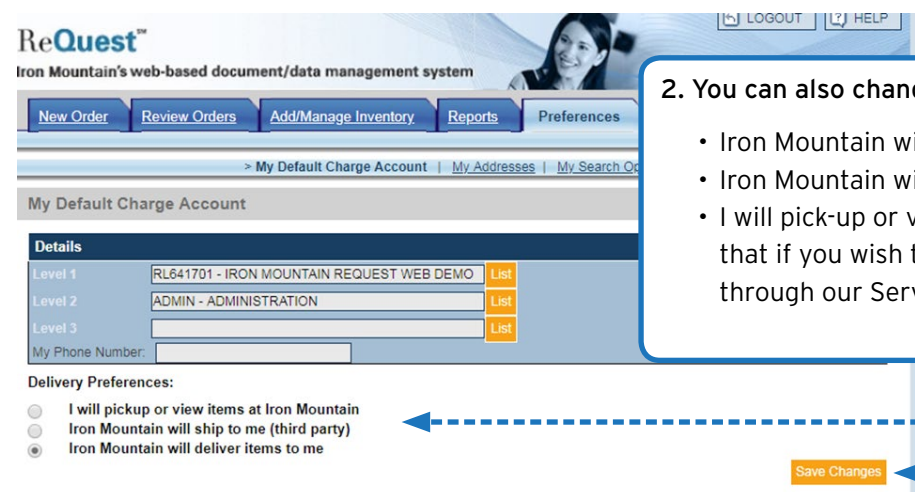 LOGOUT HELP
ReQuest™
Iron Mountain's web-based document/data management system
New Order Review Orders Add/Manage Inventory Reports Preferences
> My Default Charge Account | My Addresses | My Search
My Default Charge Account
Details
Level 1 RL641701 - IRON MOUNTAIN REQUEST WEB DEMO List
Level 2 ADMIN - ADMINISTRATION List
Level 3 List
My Phone Number:
Delivery Preferences:
I will pickup or view items at Iron Mountain
Iron Mountain will ship to me (third party)
Iron Mountain will deliver items to me
Save Changes
2. You can also
• Iron Mountain
• Iron Mountain
• I will pick-up or
that if you wish
through our